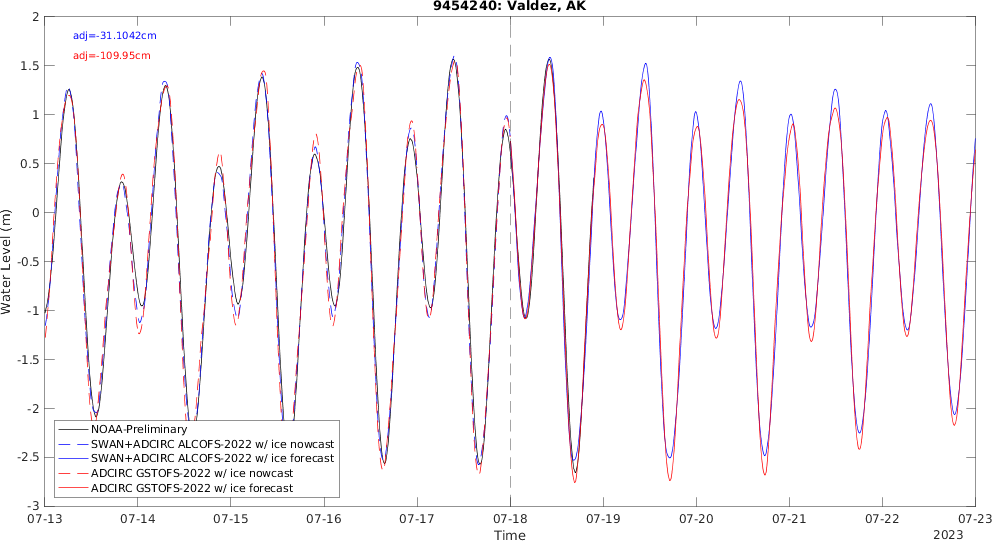 9454240: Valdez, AK
adj=-31.1042cm
adj=-109.95cm
Water Level (m)
2
1.5
1
0.5
0
-0.5
-1
-1.5
-2
-2.5
-3
NOAA-Preliminary
SWAN+ADCIRC ALCOFS-2022 w/ ice nowcast
SWAN+ADCIRC ALCOFS-2022 w/ ice forecast
ADCIRC GSTOFS-2022 w/ ice nowcast
ADCIRC GSTOFS-2022 w/ ice forecast
07-13 07-14 07-15 07-16 07-17 07-18 07-19 07-20 07-21 07-22 07-23
Time
2023